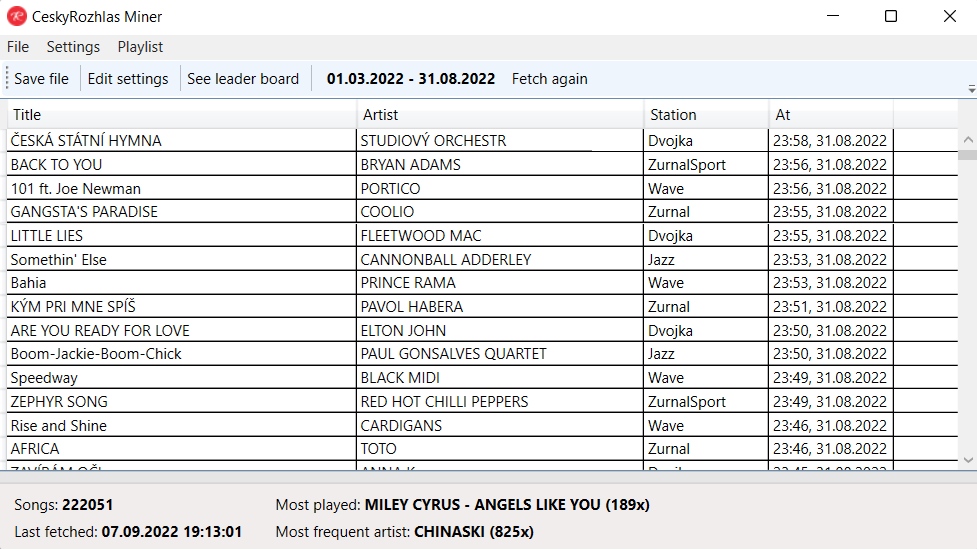 CeskyRozhlas Miner
File Settings Playlist
Save file Edit settings See leader board 01.03.2022 - 31.08.2022 Fetch again
Title Artist Station At
ČESKÁ STÁTNÍ HYMNA STUDIOVÝ ORCHESTR Dvojka 23:58, 31.08.2022
BACK TO YOU BRYAN ADAMS ZurnalSport 23:56, 31.08.2022
101 ft. Joe Newman PORTICO Wave 23:56, 31.08.2022
GANGSTA'S PARADISE COOLIO Zurnal 23:55, 31.08.2022
LITTLE LIES FLEETWOOD MAC Dvojka 23:55, 31.08.2022
Somethin' Else CANNONBALL ADDERLEY Jazz 23:53, 31.08.2022
Bahia PRINCE RAMA Wave 23:53, 31.08.2022
KÝM PRI MNE SPÍŠ PAVOL HABERA Zurnal 23:51, 31.08.2022
ARE YOU READY FOR LOVE ELTON JOHN Dvojka 23:50, 31.08.2022
Boom-Jackie-Boom-Chick PAUL GONSALVES QUARTET Jazz 23:50, 31.08.2022
Speedway BLACK MIDI Wave 23:49, 31.08.2022
ZEPHYR SONG RED HOT CHILLI PEPPERS ZurnalSport 23:49, 31.08.2022
Rise and Shine CARDIGANS Wave 23:46, 31.08.2022
AFRICA TOTO Zurnal 23:46, 31.08.2022
Songs: 222051 Most played: MILEY CYRUS - ANGELS LIKE YOU (189x)
Last fetched: 07.09.2022 19:13:01 Most frequent artist: CHINASKI (825x)